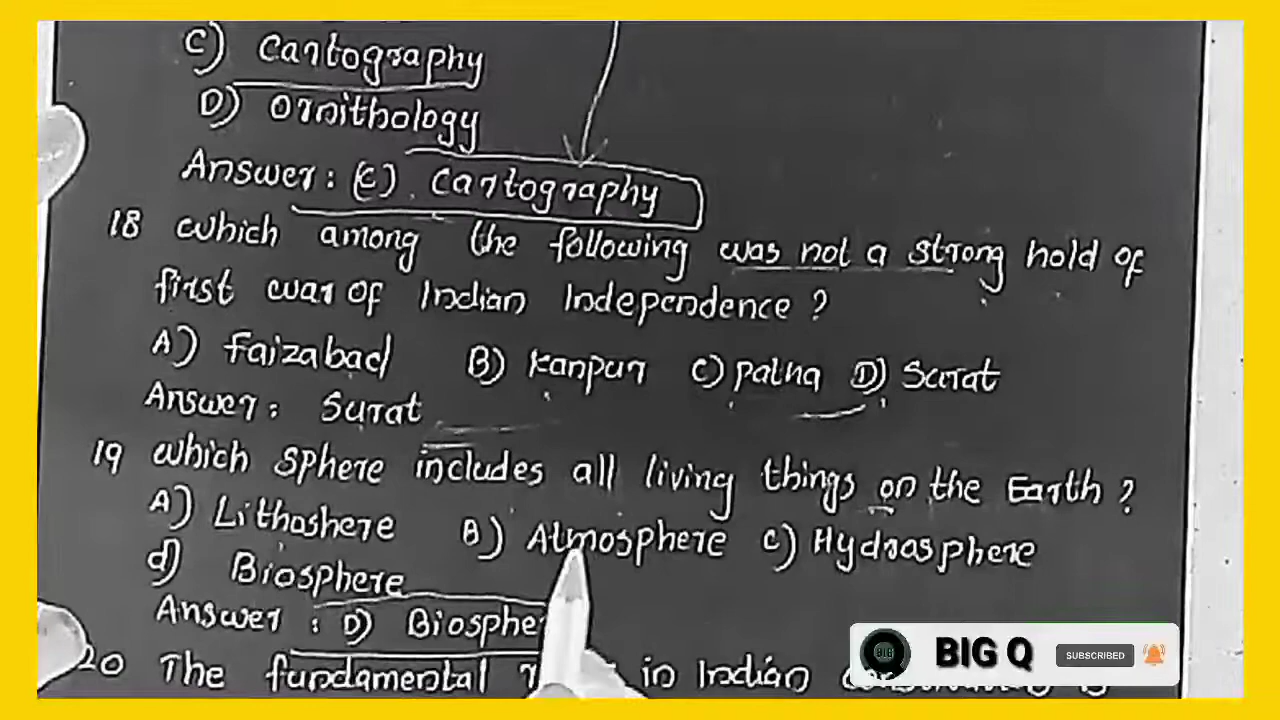 C) Cartography
D) Ornithology
Answer: (C) Cartography
18 Which among the following was not a strong hold of
first war of Indian Independence ?
A) Faizabad B) Kanpur C) Patna D) Surat
Answer: Surat
19 Which sphere includes all living things on the Earth ?
A) Lithoshere B) Atmosphere C) Hydrosphere
d) Biosphere
Answer : D) Biosphe
20 The fundamental in Indian
BIG Q
SUBSCRIBED